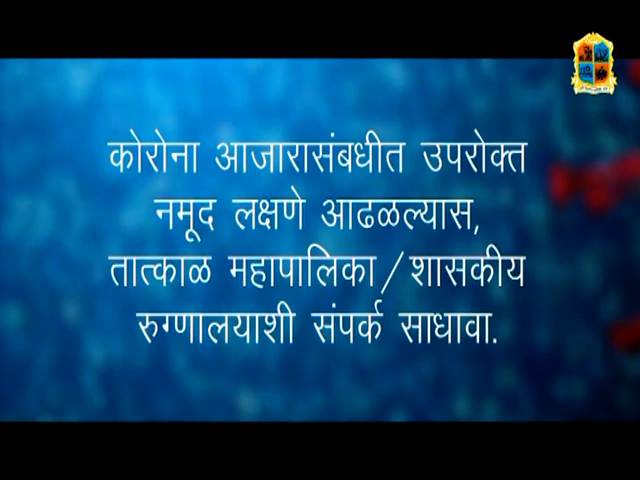 कोरोना आजारासंबधीत उपरोक्त
नमूद लक्षणे आढळल्यास,
तात्काळ महापालिका/शासकीय
रुग्णालयाशी संपर्क साधावा.